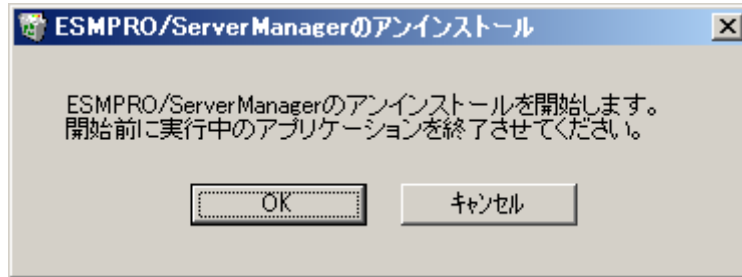 ESMPRO/ServerManagerのアンインストール
ESMPRO/ServerManagerのアンインストールを開始します。
開始前に実行中のアプリケーションを終了させてください。
OK
キャンセル